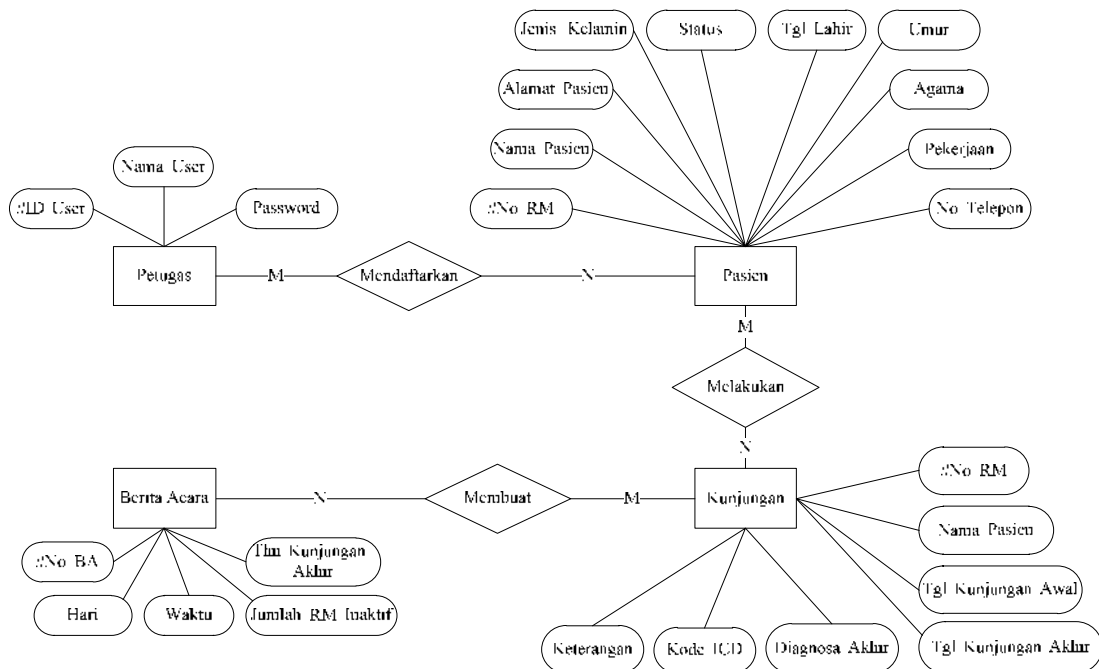 Jenis Kelamin
Status
Tgl Lahir
Umur
Alamat Pasien
Agama
Nama Pasien
Pekerjaan
Nama User
#ID User
Password
#No RM
No Telepon
Petugas
M
Mendaftarkan
N
Pasien
M
Melakukan
N
Berita Acara
N
Membuat
M
Kunjungan
#No RM
Nama Pasien
Tgl Kunjungan Awal
Tgl Kunjungan Akhir
#No BA
Thn Kunjungan
Akhir
Hari
Waktu
Jumlah RM Inaktif
Keterangan
Kode ICD
Diagnosa Akhir